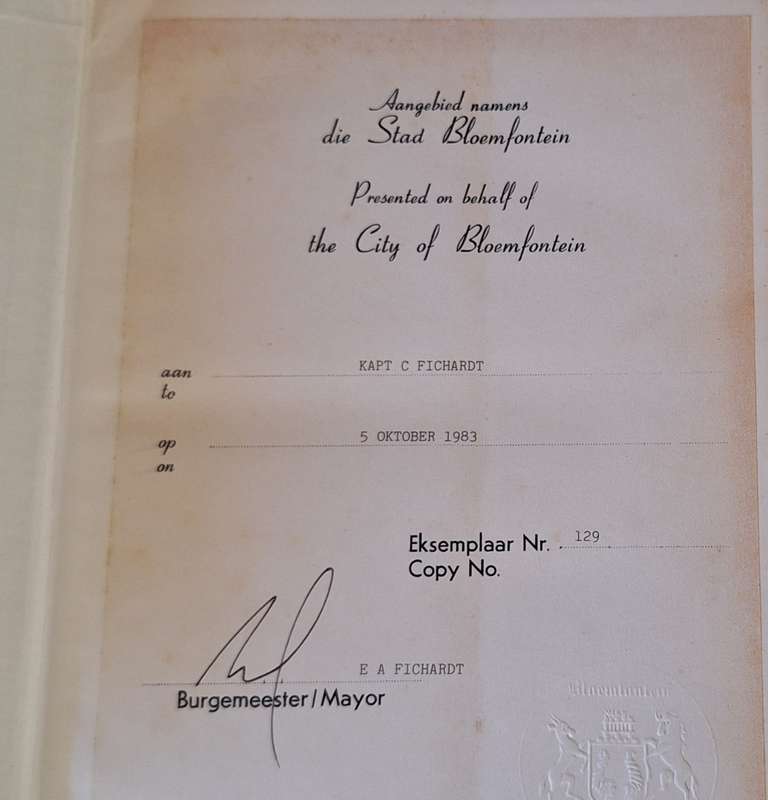 Aangebied namens
die Stad Bloemfontein
Presented on behalf of
the City of Bloemfontein
aan KAPT C FICHARDT
to
op 5 OKTOBER 1983
on
Eksemplaar Nr. 129
Copy No.
E A FICHARDT
Burgemeester/Mayor
Bloemfontein